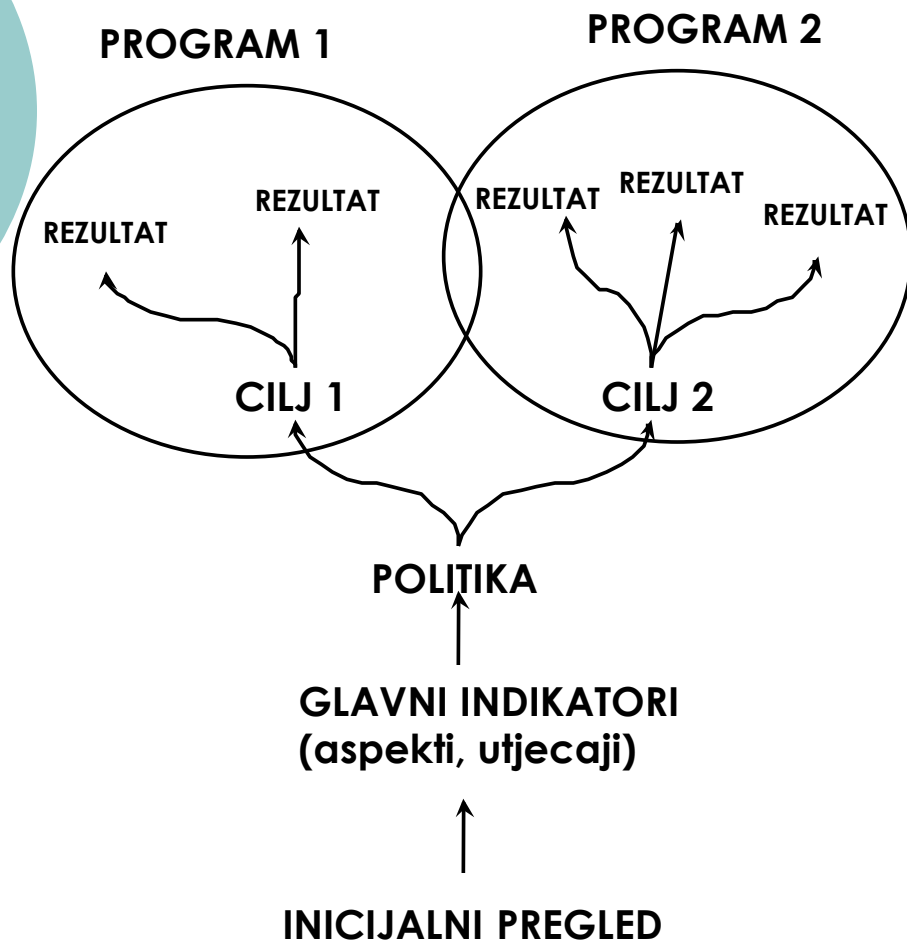 PROGRAM 1
PROGRAM 2
REZULTAT
REZULTAT
REZULTAT
REZULTAT
REZULTAT
CILJ 1
CILJ 2
POLITIKA
GLAVNI INDIKATORI
(aspekti, utjecaji)
INICIJALNI PREGLED